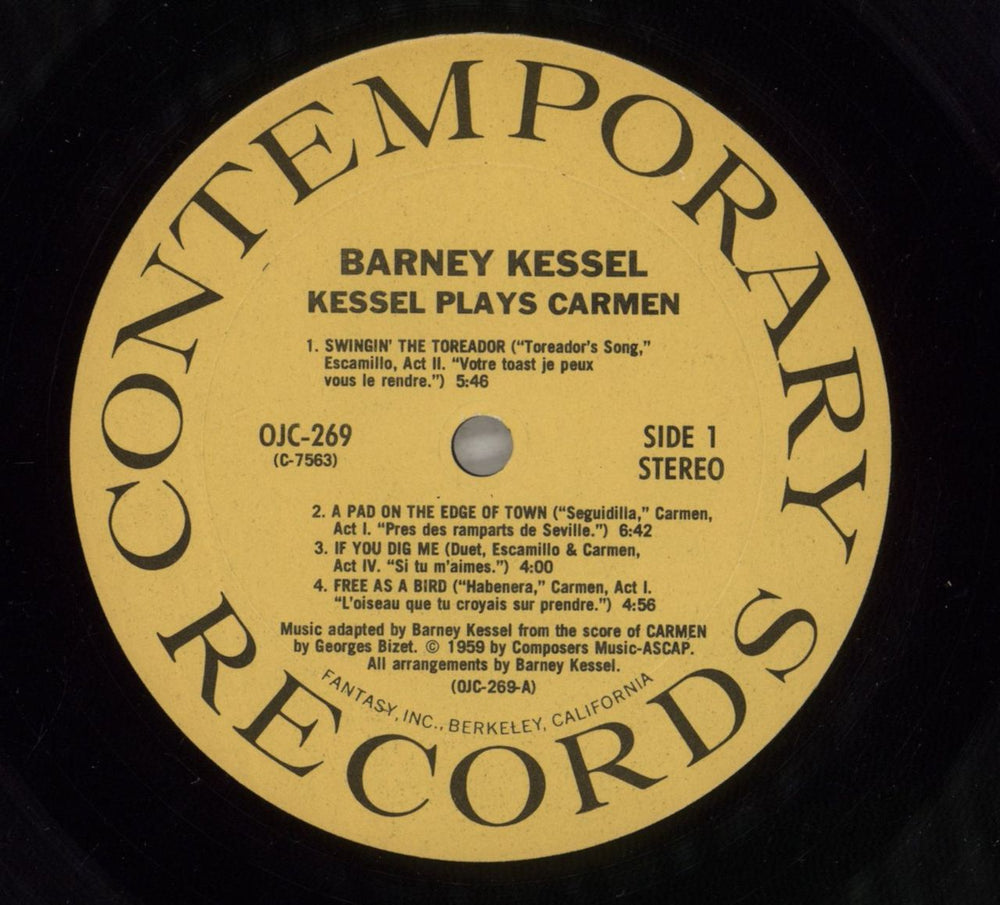 CONTEMPORARY
BARNEY KESSEL
KESSEL PLAYS CARMEN
1. SWINGIN' THE TOREADOR ("Toreador's Song,"
Escamillo, Act II. "Votre toast je peux
vous le rendre.") 5:46
OJC-269
(C-7563)
SIDE 1
STEREO
2. A PAD ON THE EDGE OF TOWN ("Seguidilla," Carmen,
Act I. "Pres des ramparts de Seville.") 6:42
3. IF YOU DIG ME (Duet, Escamillo & Carmen,
Act IV. "Si tu m'aimes.") 4:00
4. FREE AS A BIRD ("Habenera," Carmen, Act I.
"L'oiseau que tu croyais sur prendre.") 4:56
Music adapted by Barney Kessel from the score of CARMEN
by Georges Bizet. © 1959 by Composers Music-ASCAP.
All arrangements by Barney Kessel.
(OJC-269-A)
FANTASY, INC., BERKELEY, CALIFORNIA
RECORDS